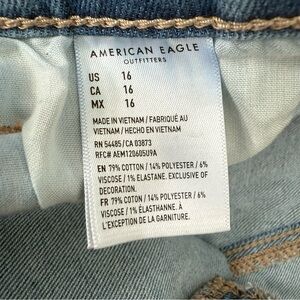 AMERICAN EAGLE
OUTFITTERS
US 16
CA 16
MX 16
MADE IN VIETNAM / FABRIQUÉ AU
VIETNAM / HECHO EN VIETNAM
RN 54485/CA 03873
RFC# AEM120605U9A
EN 79% COTTON / 14% POLYESTER / 6%
VISCOSE / 1% ELASTANE. EXCLUSIVE OF
DECORATION.
FR 79% COTON / 14% POLYESTER / 6%
VISCOSE / 1% ÉLASTHANNE. À
L'EXCEPTION DE LA GARNITURE.